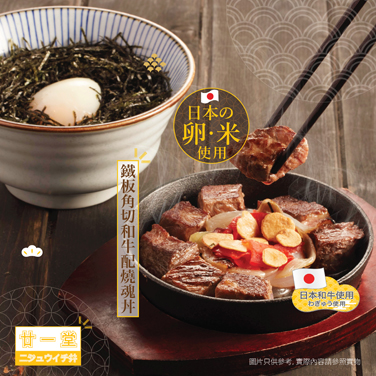 日本の
卵・米
使用
鐵板角切和牛配燒魂丼
日本和牛使用
わぎゅう使用
廿一堂
ニジュウイチ丼
圖片只供參考，實際內容請參照實物